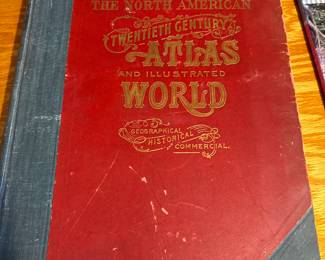 THE NORTH AMERICAN
TWENTIETH CENTURY
ATLAS
AND ILLUSTRATED
WORLD
GEOGRAPHICAL
HISTORICAL
COMMERCIAL.